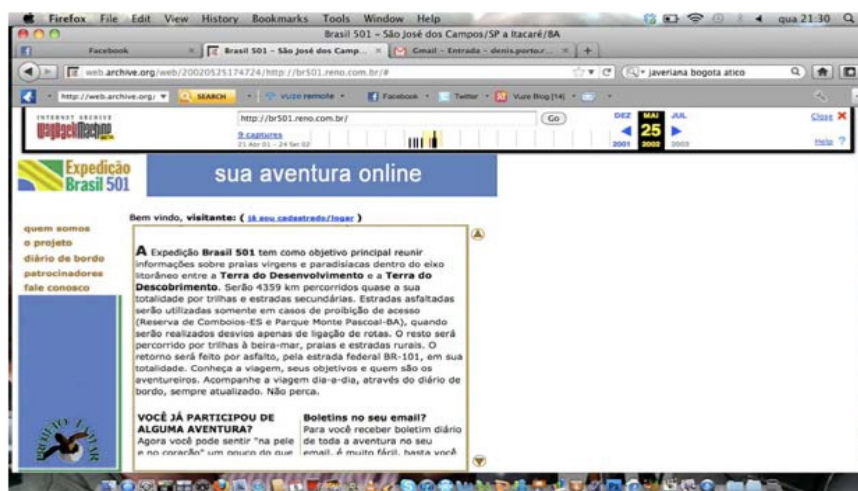 Firefox File Edit View History Bookmarks Tools Window Help
qua 21:30
Brasil 501 – São José dos Campos/SP a Itacaré/BA
Facebook
Brasil 501 – São José dos Camp...
Gmail – Entrada – denis.porto.r...
web.archive.org/web/20020525174724/http://br501.reno.com.br/#
javeriana bogota atico
http://web.archive.org/
SEARCH
vuze remote
Facebook
Twitter
Vuze Blog [14]
INTERNET ARCHIVE
WayBackMachine
http://br501.reno.com.br/
Go
DEZ MAI JUL
Close
9 captures
25
21 Abr 01 – 24 Set 02
2001 2002 2003
Help ?
Expedição
Brasil 501
sua aventura online
Bem vindo, visitante: ( já sou cadastrado/logar )
quem somos
o projeto
diário de bordo
patrocinadores
fale conosco
A Expedição Brasil 501 tem como objetivo principal reunir
informações sobre praias virgens e paradisíacas dentro do eixo
litorâneo entre a Terra do Desenvolvimento e a Terra do
Descobrimento. Serão 4359 km percorridos quase a sua
totalidade por trilhas e estradas secundárias. Estradas asfaltadas
serão utilizadas somente em casos de proibição de acesso
(Reserva de Comboios-ES e Parque Monte Pascoal-BA), quando
serão realizados desvios apenas de ligação de rotas. O resto será
percorrido por trilhas à beira-mar, praias e estradas rurais. O
retorno será feito por asfalto, pela estrada federal BR-101, em sua
totalidade. Conheça a viagem, seus objetivos e quem são os
aventureiros. Acompanhe a viagem dia-a-dia, através do diário de
bordo, sempre atualizado. Não perca.
VOCÊ JÁ PARTICIPOU DE
ALGUMA AVENTURA?
Agora você pode sentir "na pele
e no coração" um pouco do que
Boletins no seu email?
Para você receber boletim diário
de toda a aventura no seu
email, é muito fácil, basta você
PROJETO